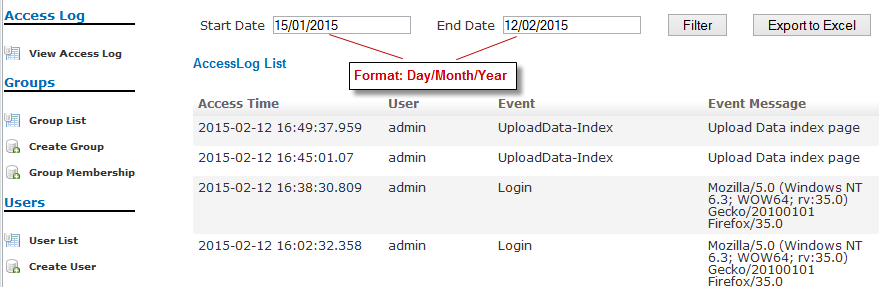 Access Log
View Access Log
Groups
Group List
Create Group
Group Membership
Users
User List
Create User
Start Date 15/01/2015 End Date 12/02/2015 Filter Export to Excel
Format: Day/Month/Year
AccessLog List
Access Time User Event Event Message
2015-02-12 16:49:37.959 admin UploadData-Index Upload Data index page
2015-02-12 16:45:01.07 admin UploadData-Index Upload Data index page
2015-02-12 16:38:30.809 admin Login Mozilla/5.0 (Windows NT
6.3; WOW64; rv:35.0)
Gecko/20100101
Firefox/35.0
2015-02-12 16:02:32.358 admin Login Mozilla/5.0 (Windows NT
6.3; WOW64; rv:35.0)
Gecko/20100101
Firefox/35.0